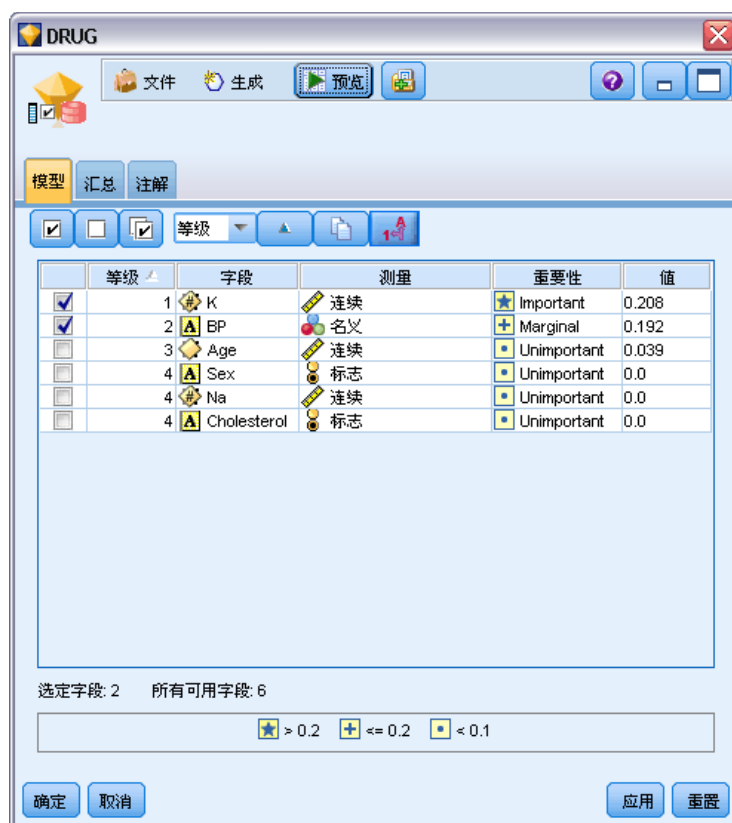 DRUG
文件 生成 预览
模型 汇总 注解
等级
等级 字段 测量 重要性 值
1 K 连续 Important 0.208
2 BP 名义 Marginal 0.192
3 Age 连续 Unimportant 0.039
4 Sex 标志 Unimportant 0.0
4 Na 连续 Unimportant 0.0
4 Cholesterol 标志 Unimportant 0.0
选定字段: 2 所有可用字段: 6
> 0.2 <= 0.2 < 0.1
确定 取消 应用 重置